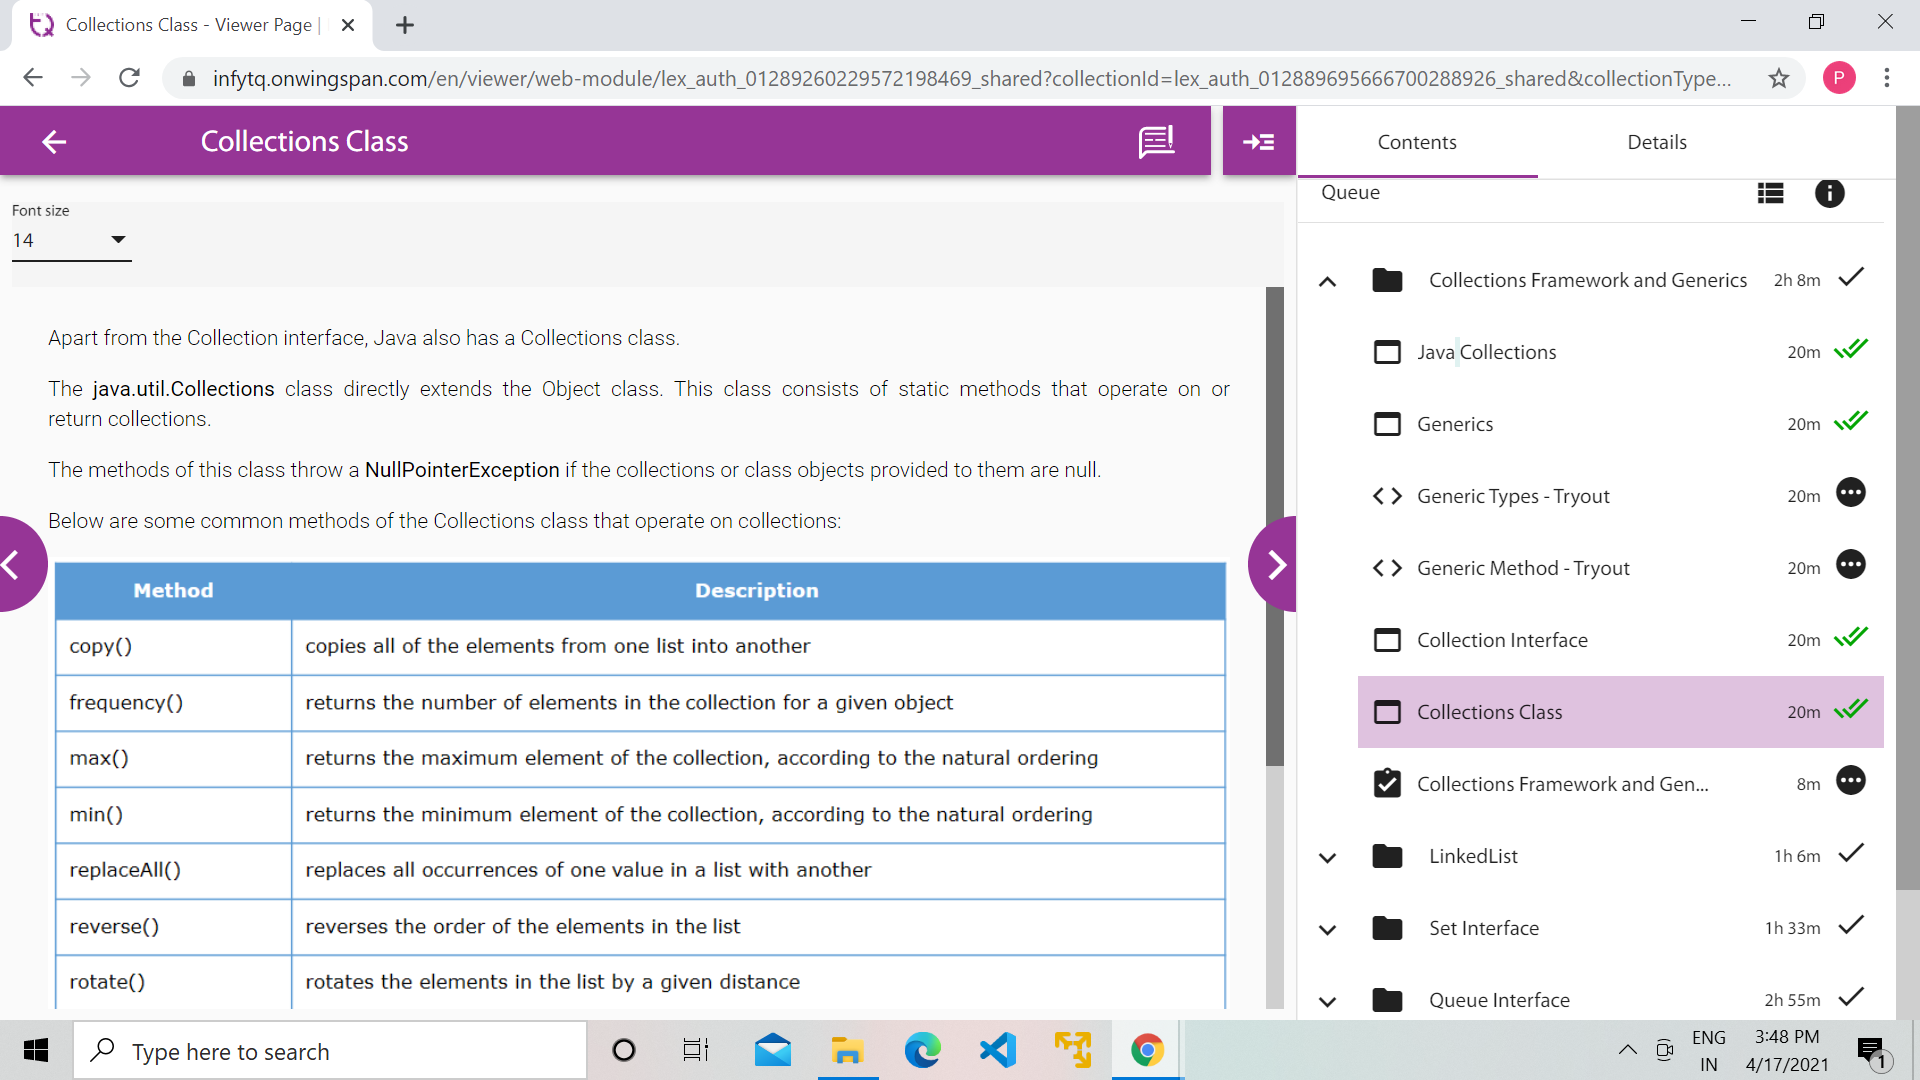 Collections Class - Viewer Page |
infytq.onwingspan.com/en/viewer/web-module/lex_auth_01289260229572198469_shared?collectionId=lex_auth_012889695666700288926_shared&collectionType...
P
Collections Class
Font size
14
Apart from the Collection interface, Java also has a Collections class.
The java.util.Collections class directly extends the Object class. This class consists of static methods that operate on or
return collections.
The methods of this class throw a NullPointerException if the collections or class objects provided to them are null.
Below are some common methods of the Collections class that operate on collections:
Method Description
copy() copies all of the elements from one list into another
frequency() returns the number of elements in the collection for a given object
max() returns the maximum element of the collection, according to the natural ordering
min() returns the minimum element of the collection, according to the natural ordering
replaceAll() replaces all occurrences of one value in a list with another
reverse() reverses the order of the elements in the list
rotate() rotates the elements in the list by a given distance
Contents Details
Queue
Collections Framework and Generics 2h 8m
Java Collections 20m
Generics 20m
Generic Types - Tryout 20m
Generic Method - Tryout 20m
Collection Interface 20m
Collections Class 20m
Collections Framework and Gen... 8m
LinkedList 1h 6m
Set Interface 1h 33m
Queue Interface 2h 55m
Type here to search
ENG
IN
3:48 PM
4/17/2021
1